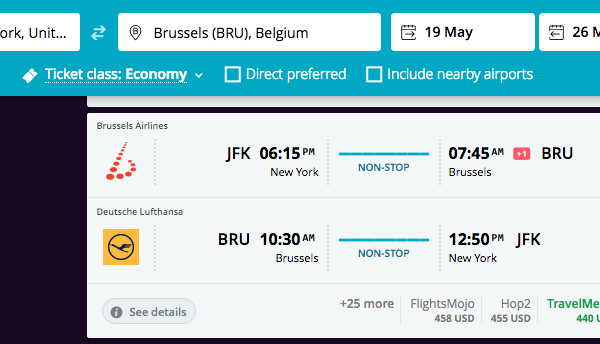 ork, Unit...
B
Brussels (BRU), Belgium
19 May
26 M
Ticket class: Economy
Direct preferred
Include nearby airports
Brussels Airlines
JFK 06:15 PM
New York
NON-STOP
07:45 AM +1 BRU
Brussels
Deutsche Lufthansa
BRU 10:30 AM
Brussels
NON-STOP
12:50 PM JFK
New York
i See details
+25 more
FlightsMojo
458 USD
Hop2
455 USD
TravelMe
440 U